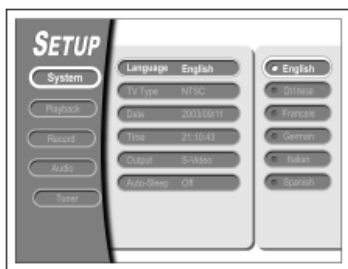 SETUP
System
Playback
Record
Audio
Tuner
Language English
TV Type NTSC
Date 2003/09/11
Time 21:10:43
Output S-Video
Auto-Sleep Off
English
Chinese
Francais
German
Italian
Spanish